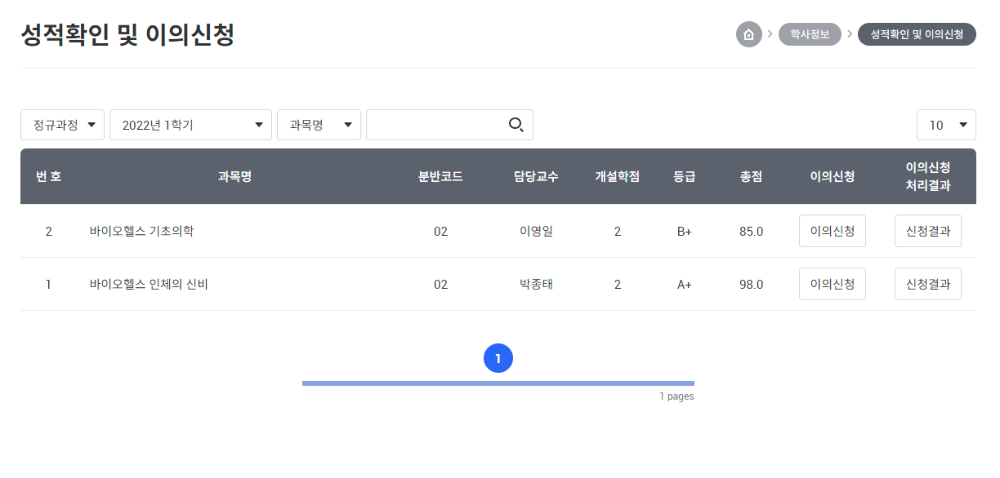 성적확인 및 이의신청
학사정보
성적확인 및 이의신청
정규과정 2022년 1학기 과목명 10
번 호 과목명 분반코드 담당교수 개설학점 등급 총점 이의신청 이의신청 처리결과
2 바이오헬스 기초의학 02 이영일 2 B+ 85.0 이의신청 신청결과
1 바이오헬스 인체의 신비 02 박종태 2 A+ 98.0 이의신청 신청결과
1
1 pages